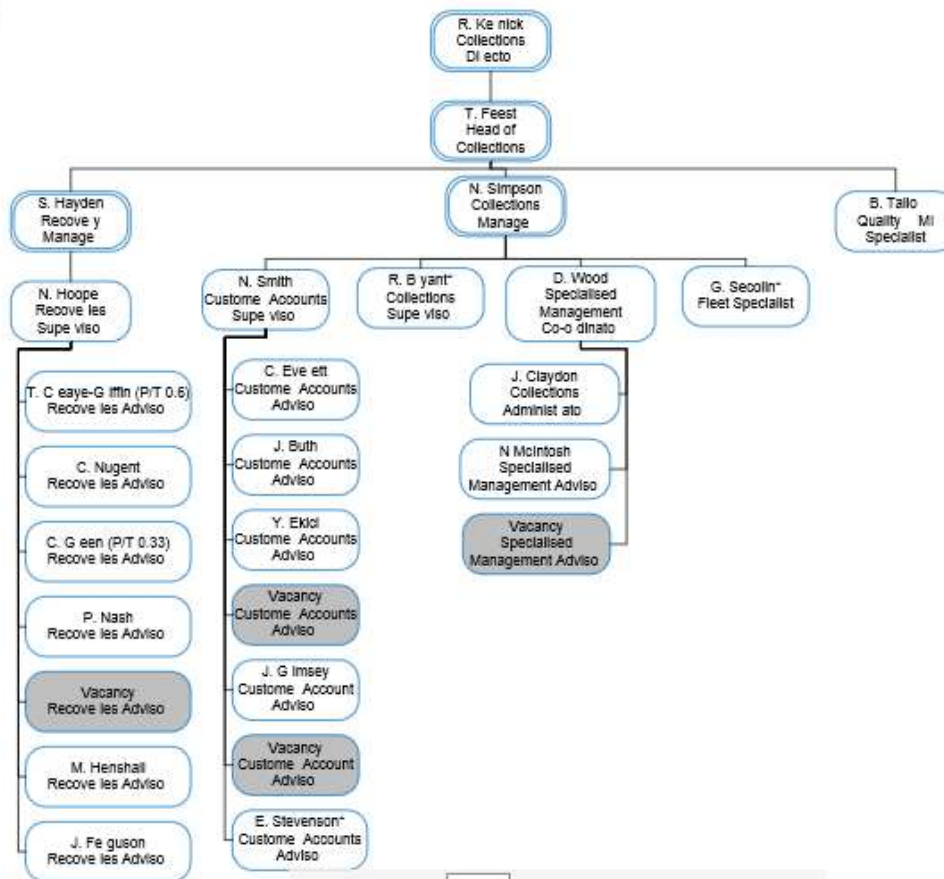 R. Ke nick
Collections
DI ecto
T. Feest
Head of
Collections
S. Hayden
Recove y
Manage
N. Simpson
Collections
Manage
B. Tailo
Quality MI
Specialist
N. Hoope
Recove ies
Supe viso
N. Smith
Custome Accounts
Supe viso
R. B yant*
Collections
Supe viso
D. Wood
Specialised
Management
Co-o dinato
G. Secolin*
Fleet Specialist
T. C eaye-G iffin (P/T 0.6)
Recove ies Adviso
C. Nugent
Recove ies Adviso
C. G een (P/T 0.33)
Recove ies Adviso
P. Nash
Recove ies Adviso
Vacancy
Recove ies Adviso
M. Henshall
Recove ies Adviso
J. Fe guson
Recove ies Adviso
C. Eve ett
Custome Accounts
Adviso
J. Buth
Custome Accounts
Adviso
Y. Ekici
Custome Accounts
Adviso
Vacancy
Custome Accounts
Adviso
J. G imsey
Custome Account
Adviso
Vacancy
Custome Account
Adviso
E. Stevenson*
Custome Accounts
Adviso
J. Claydon
Collections
Administ ato
N McIntosh
Specialised
Management Adviso
Vacancy
Specialised
Management Adviso